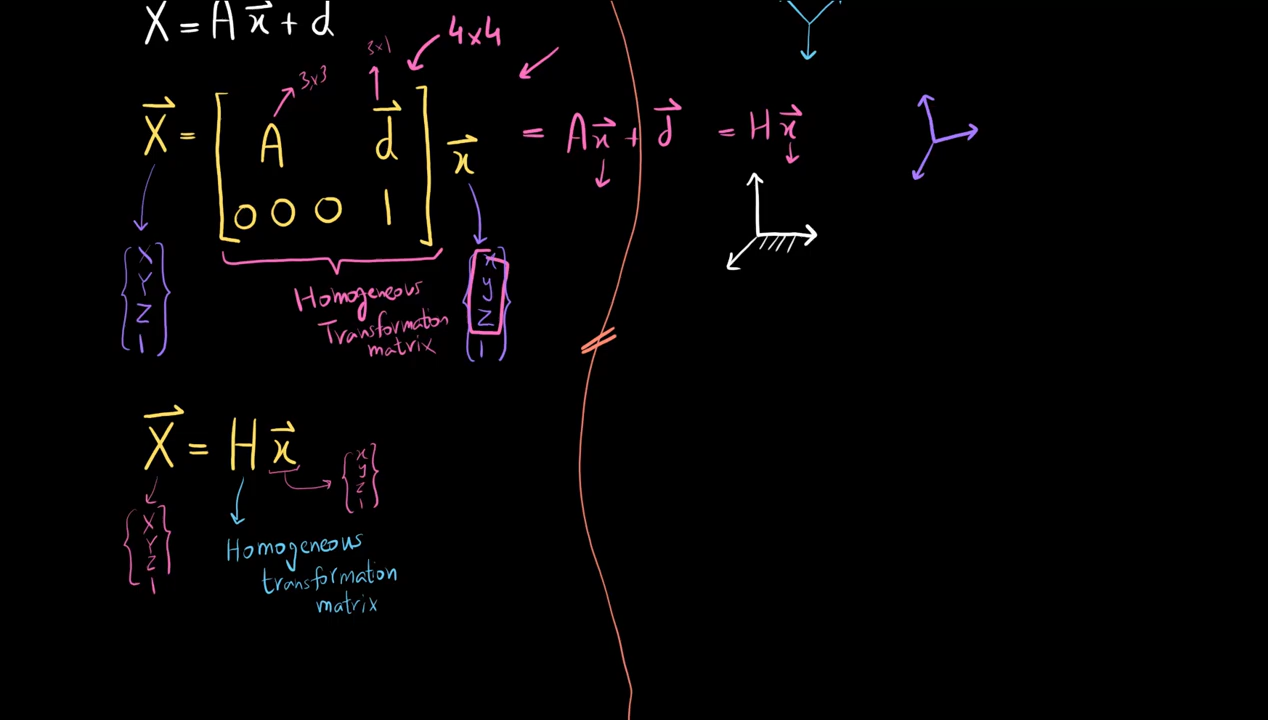 X = A x⃗ + d
4x4
3x1
3x3
X⃗ = [ A d⃗ ] x⃗ = A x⃗ + d⃗ = H x⃗
0 0 0 1
{ X Y Z 1 }
Homogeneous
Transformation
matrix
{ x y z 1 }
X⃗ = H x⃗
{ x y z 1 }
{ X Y Z 1 }
Homogeneous
transformation
matrix